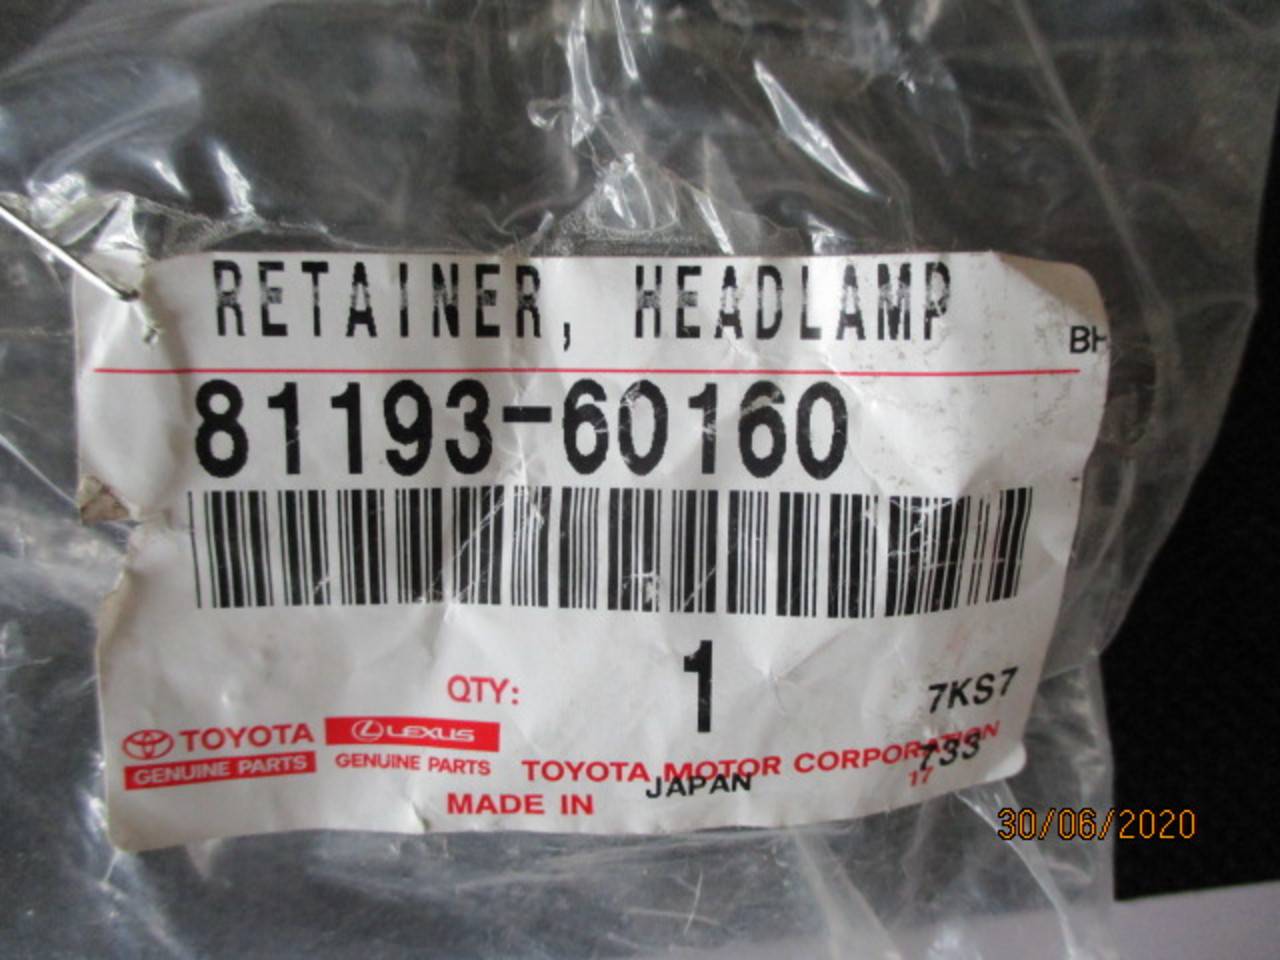 RETAINER, HEADLAMP
BH
81193-60160
QTY: 1
7KS7
TOYOTA LEXUS
GENUINE PARTS GENUINE PARTS
TOYOTA MOTOR CORPORATION
733
17
MADE IN JAPAN
30/06/2020